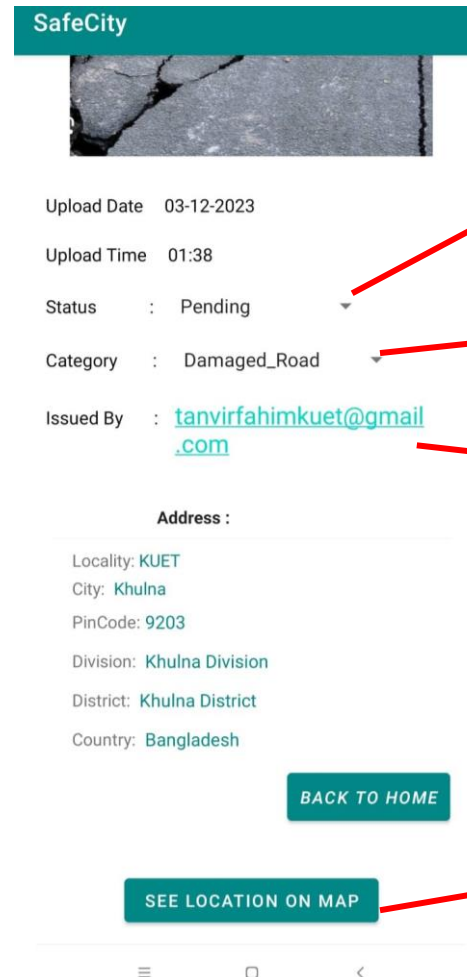 SafeCity
Upload Date 03-12-2023
Upload Time 01:38
Status : Pending
Category : Damaged_Road
Issued By : tanvirfahimkuet@gmail
.com
Address :
Locality: KUET
City: Khulna
PinCode: 9203
Division: Khulna Division
District: Khulna District
Country: Bangladesh
BACK TO HOME
SEE LOCATION ON MAP